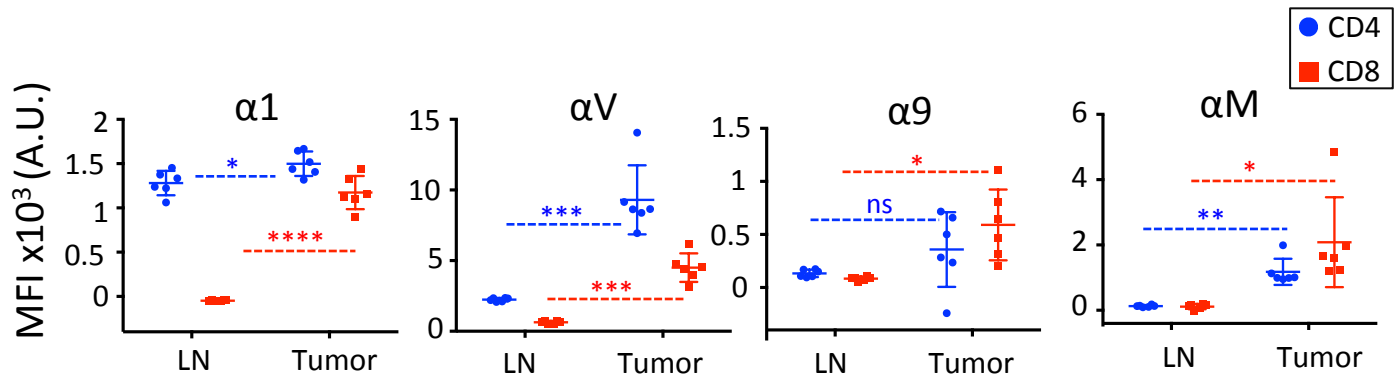 CD4
CD8
MFI x10³ (A.U.)
α1
2
1.5
1
0.5
0
*
****
LN Tumor
αV
15
10
5
0
***
***
LN Tumor
α9
1.5
1
0.5
0
*
ns
LN Tumor
αM
6
4
2
0
*
**
LN Tumor